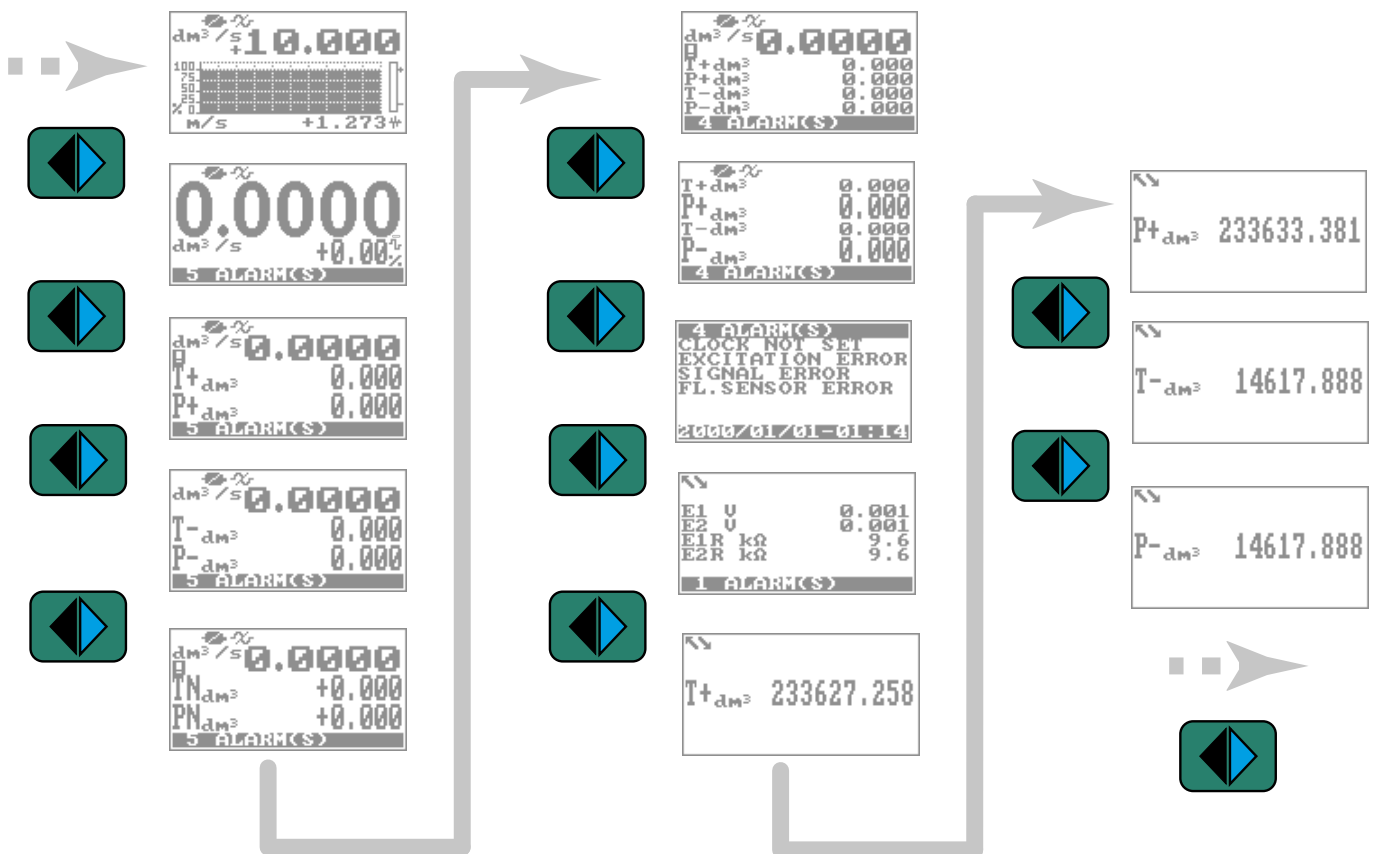 dm³/s +10.000
100
75
50
25
% 0
m/s +1.273
0.0000
dm³/s +0.00 %
5 ALARM(S)
dm³/s 0.0000
T+dm³ 0.000
P+dm³ 0.000
5 ALARM(S)
dm³/s 0.0000
T-dm³ 0.000
P-dm³ 0.000
5 ALARM(S)
dm³/s 0.0000
TNdm³ +0.000
PNdm³ +0.000
5 ALARM(S)
dm³/s 0.0000
T+dm³ 0.000
P+dm³ 0.000
T-dm³ 0.000
P-dm³ 0.000
4 ALARM(S)
T+dm³ 0.000
P+dm³ 0.000
T-dm³ 0.000
P-dm³ 0.000
4 ALARM(S)
4 ALARM(S)
CLOCK NOT SET
EXCITATION ERROR
SIGNAL ERROR
FL.SENSOR ERROR
2000/01/01-01:14
E1 V 0.001
E2 V 0.001
E1R kΩ 9.6
E2R kΩ 9.6
1 ALARM(S)
T+dm³ 233627.258
P+dm³ 233633.381
T-dm³ 14617.888
P-dm³ 14617.888